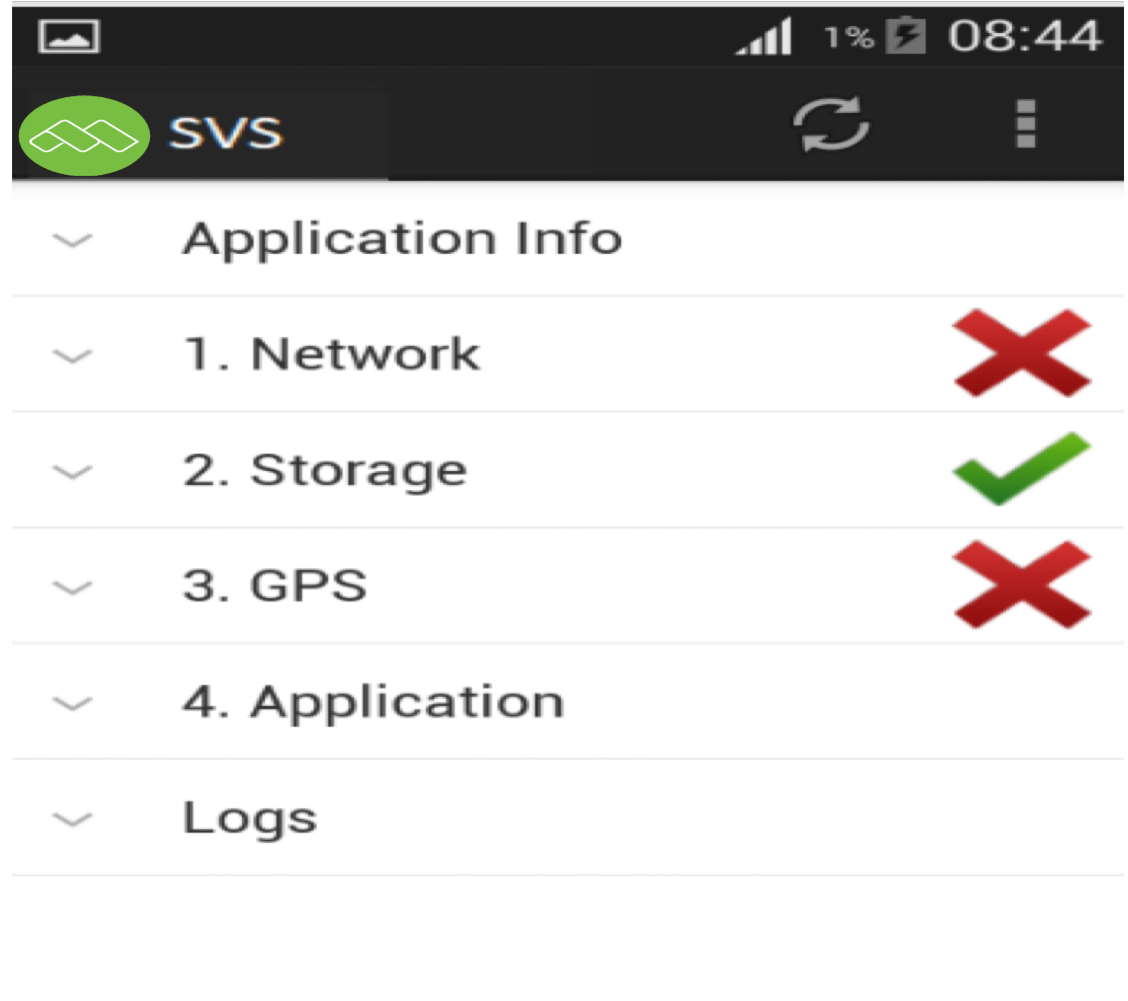 1% 08:44
SVS
Application Info
1. Network
2. Storage
3. GPS
4. Application
Logs